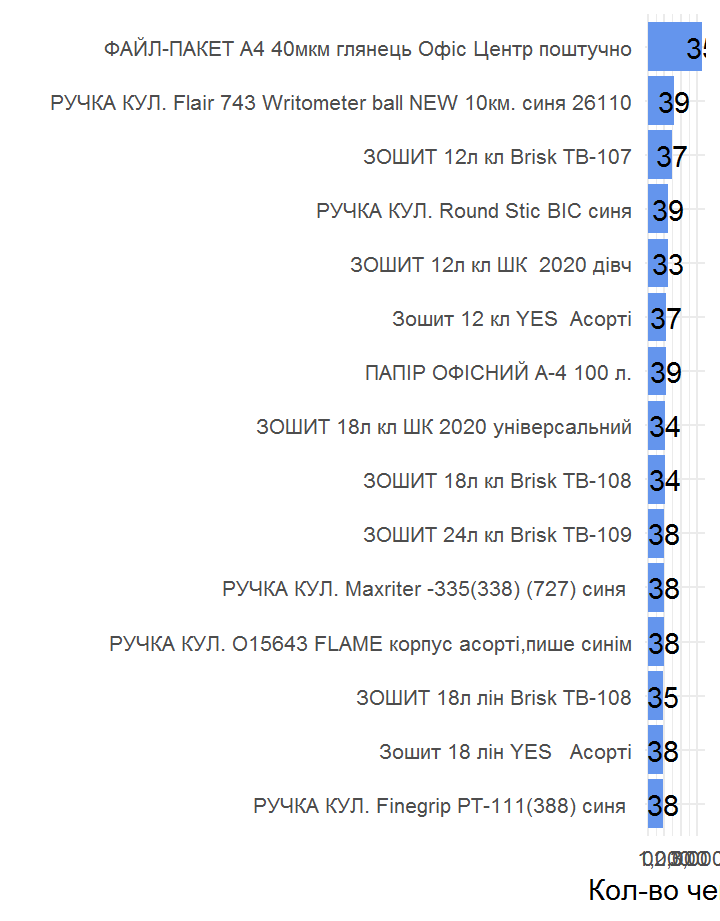 ФАЙЛ-ПАКЕТ А4 40мкм глянець Офіс Центр поштучно 35
РУЧКА КУЛ. Flair 743 Writometer ball NEW 10км. синя 26110 39
ЗОШИТ 12л кл Brisk ТВ-107 37
РУЧКА КУЛ. Round Stic BIC синя 39
ЗОШИТ 12л кл ШК 2020 дівч 33
Зошит 12 кл YES Асорті 37
ПАПІР ОФІСНИЙ А-4 100 л. 39
ЗОШИТ 18л кл ШК 2020 універсальний 34
ЗОШИТ 18л кл Brisk ТВ-108 34
ЗОШИТ 24л кл Brisk ТВ-109 38
РУЧКА КУЛ. Maxriter -335(338) (727) синя 38
РУЧКА КУЛ. O15643 FLAME корпус асорті,пише синім 38
ЗОШИТ 18л лін Brisk ТВ-108 35
Зошит 18 лін YES Асорті 38
РУЧКА КУЛ. Finegrip PT-111(388) синя 38
Кол-во че